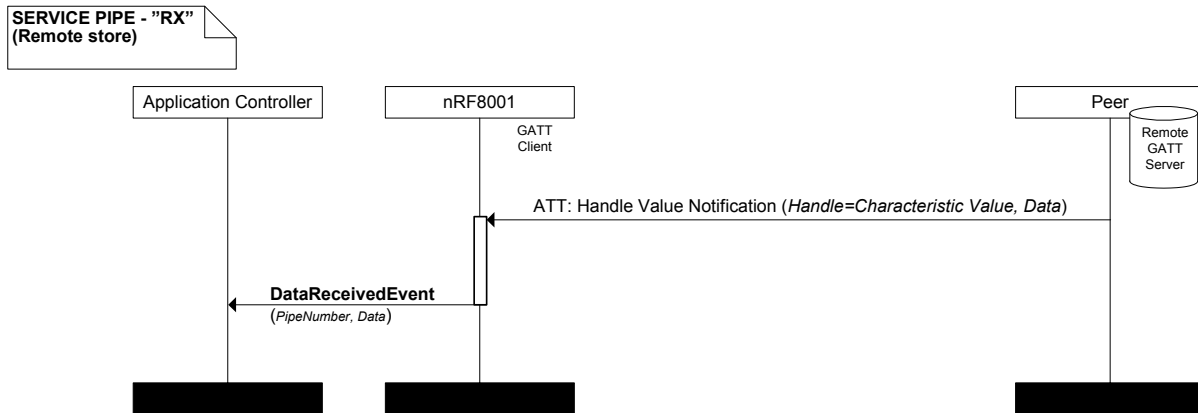 SERVICE PIPE - ”RX”
(Remote store)
Application Controller
nRF8001
Peer
GATT
Client
Remote
GATT
Server
ATT: Handle Value Notification (Handle=Characteristic Value, Data)
DataReceivedEvent
(PipeNumber, Data)